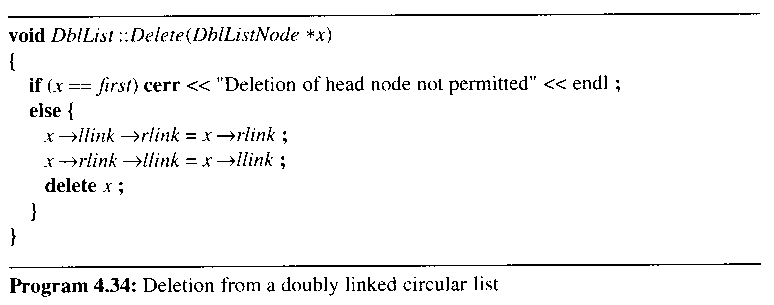 void DblList ::Delete(DblListNode *x)
{
if (x == first) cerr << "Deletion of head node not permitted" << endl ;
else {
x →llink →rlink = x →rlink ;
x →rlink →llink = x →llink ;
delete x ;
}
}
Program 4.34: Deletion from a doubly linked circular list